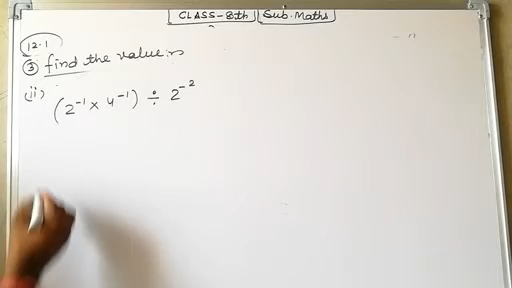 CLASS-8th Sub. Maths
12.1
③ find the value :-
(ii) (2⁻¹ × 4⁻¹) ÷ 2⁻²